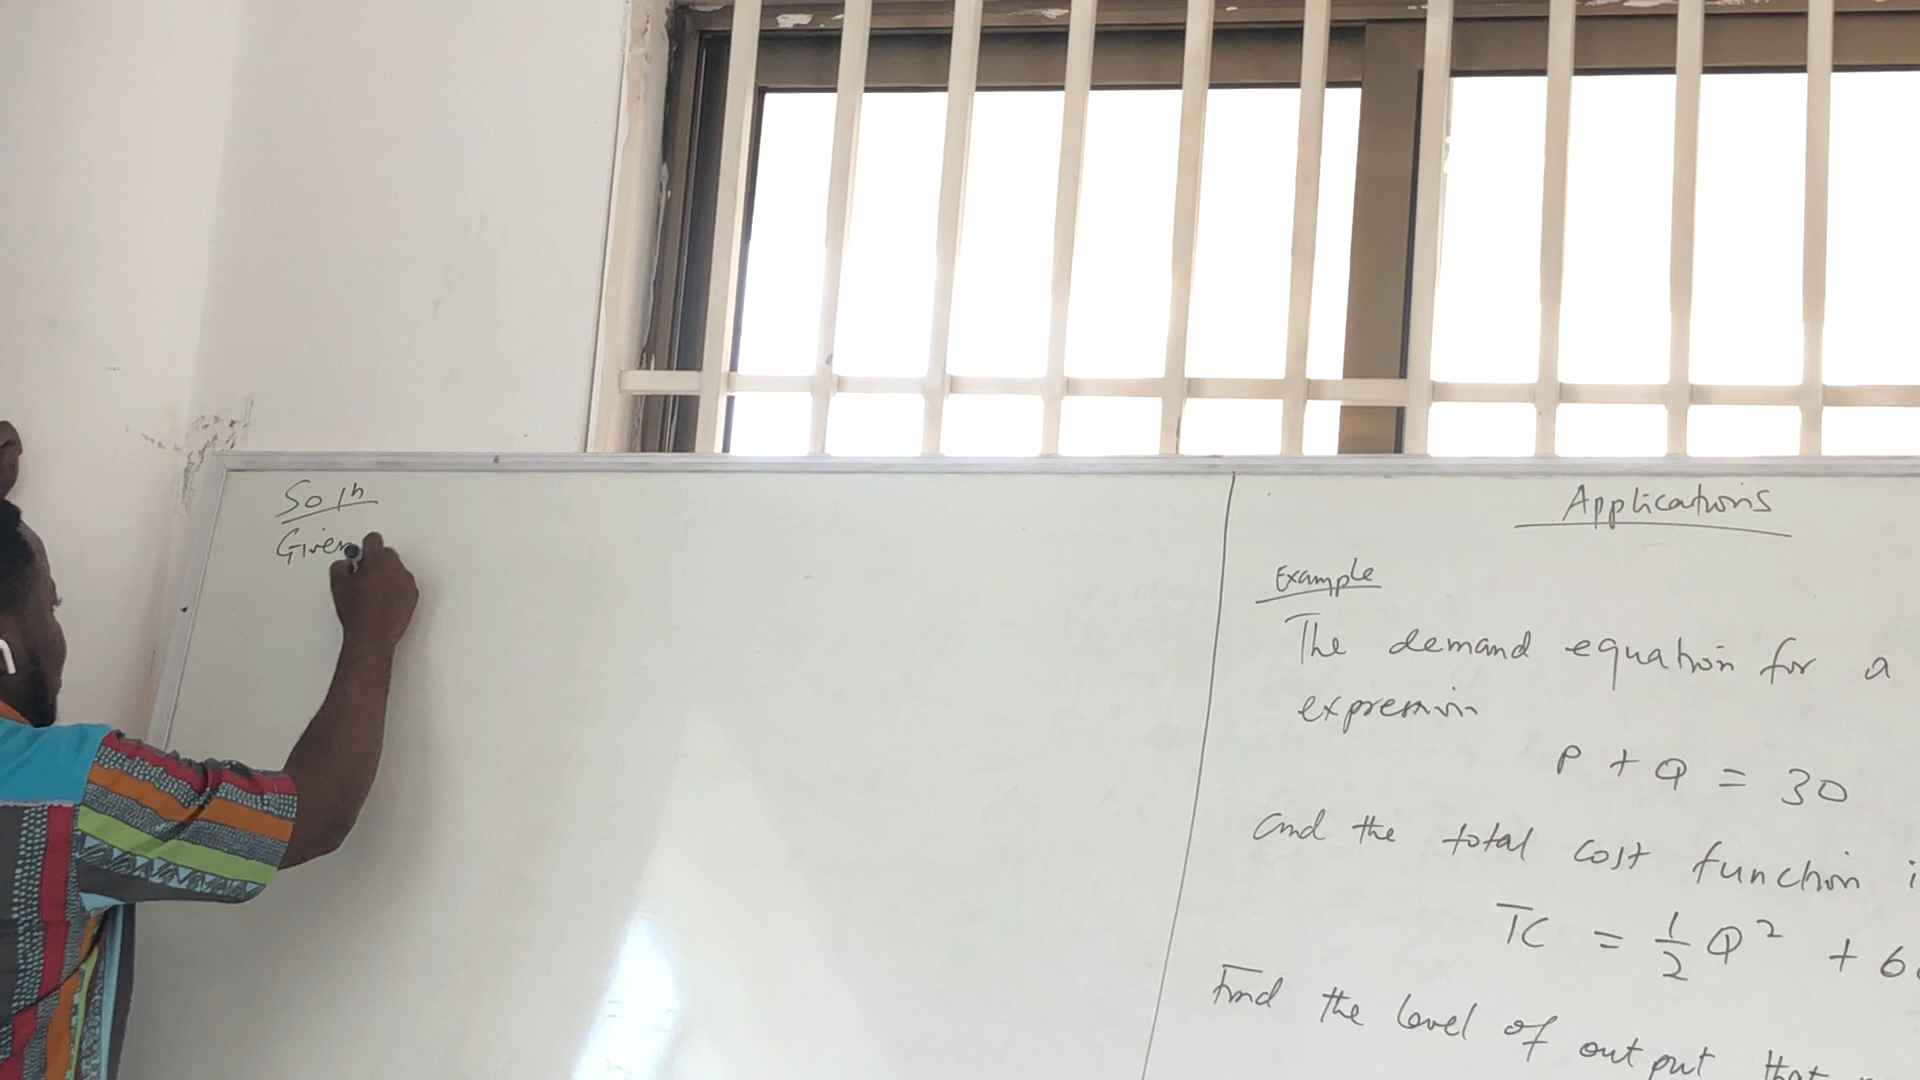 Soln
Given
Applications
Example
The demand equation for a
expression
P + Q = 30
and the total cost function
TC = 1/2 Q² + 6
Find the level of output that